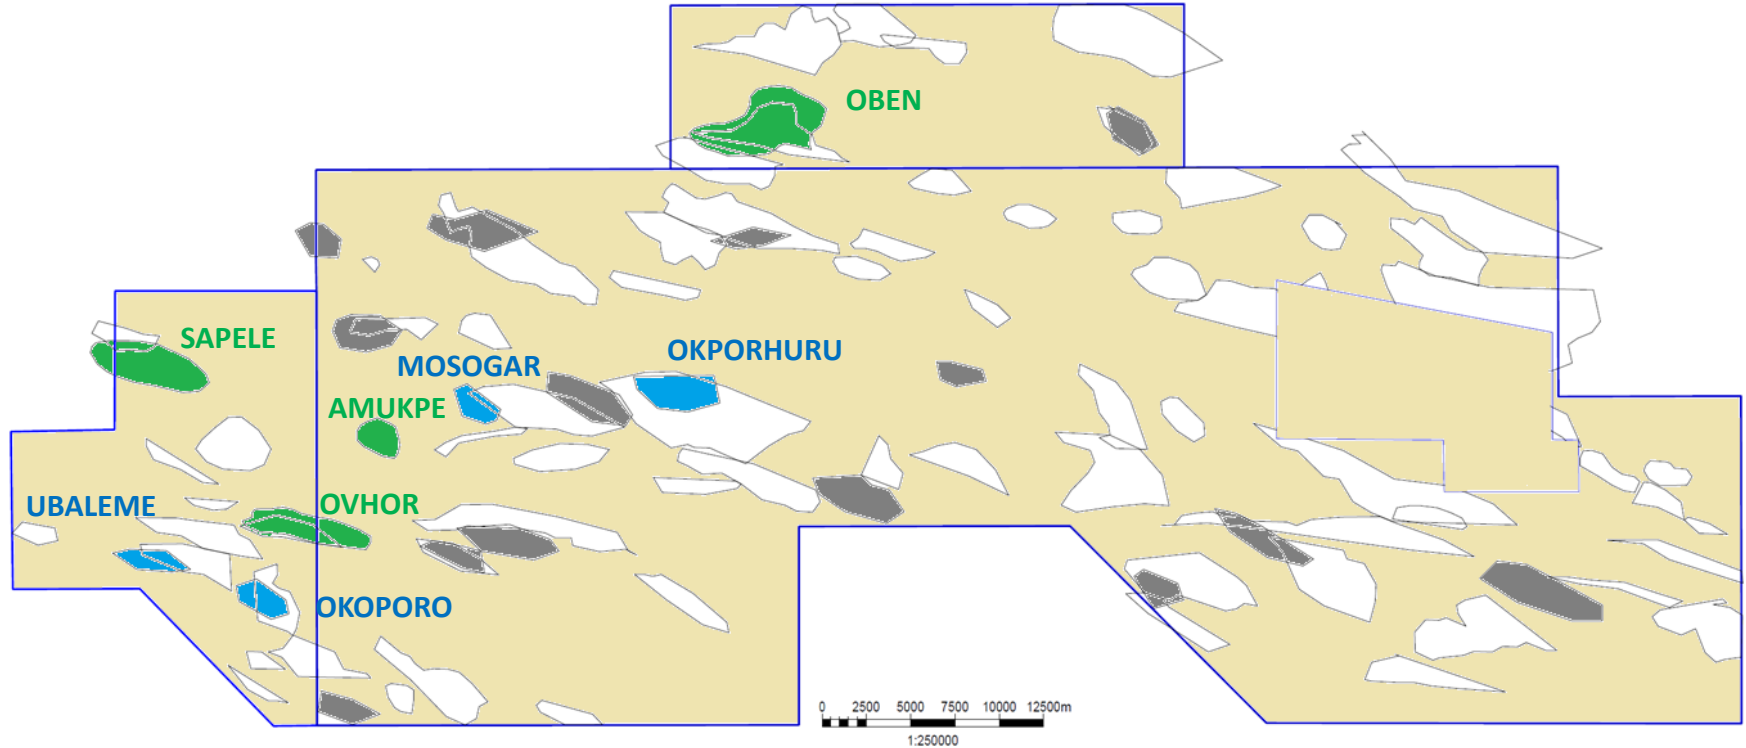 OBEN
SAPELE
OKPORHURU
MOSOGAR
AMUKPE
UBALEME
OVHOR
OKOPORO
0 2500 5000 7500 10000 12500m
1:250000